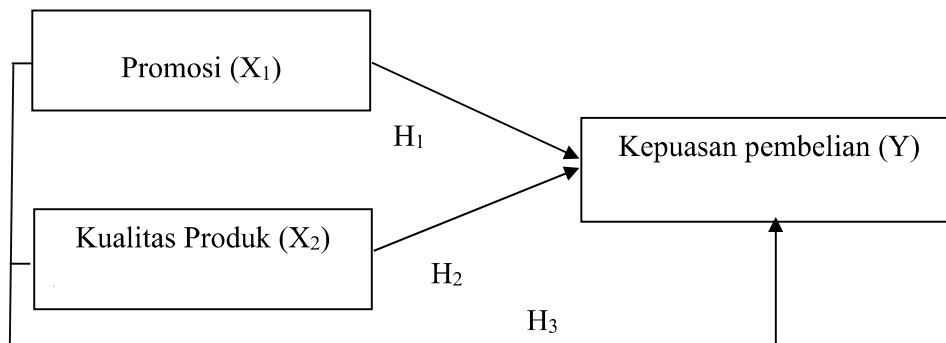 Promosi (X₁)
H₁
Kepuasan pembelian (Y)
Kualitas Produk (X₂)
H₂
H₃